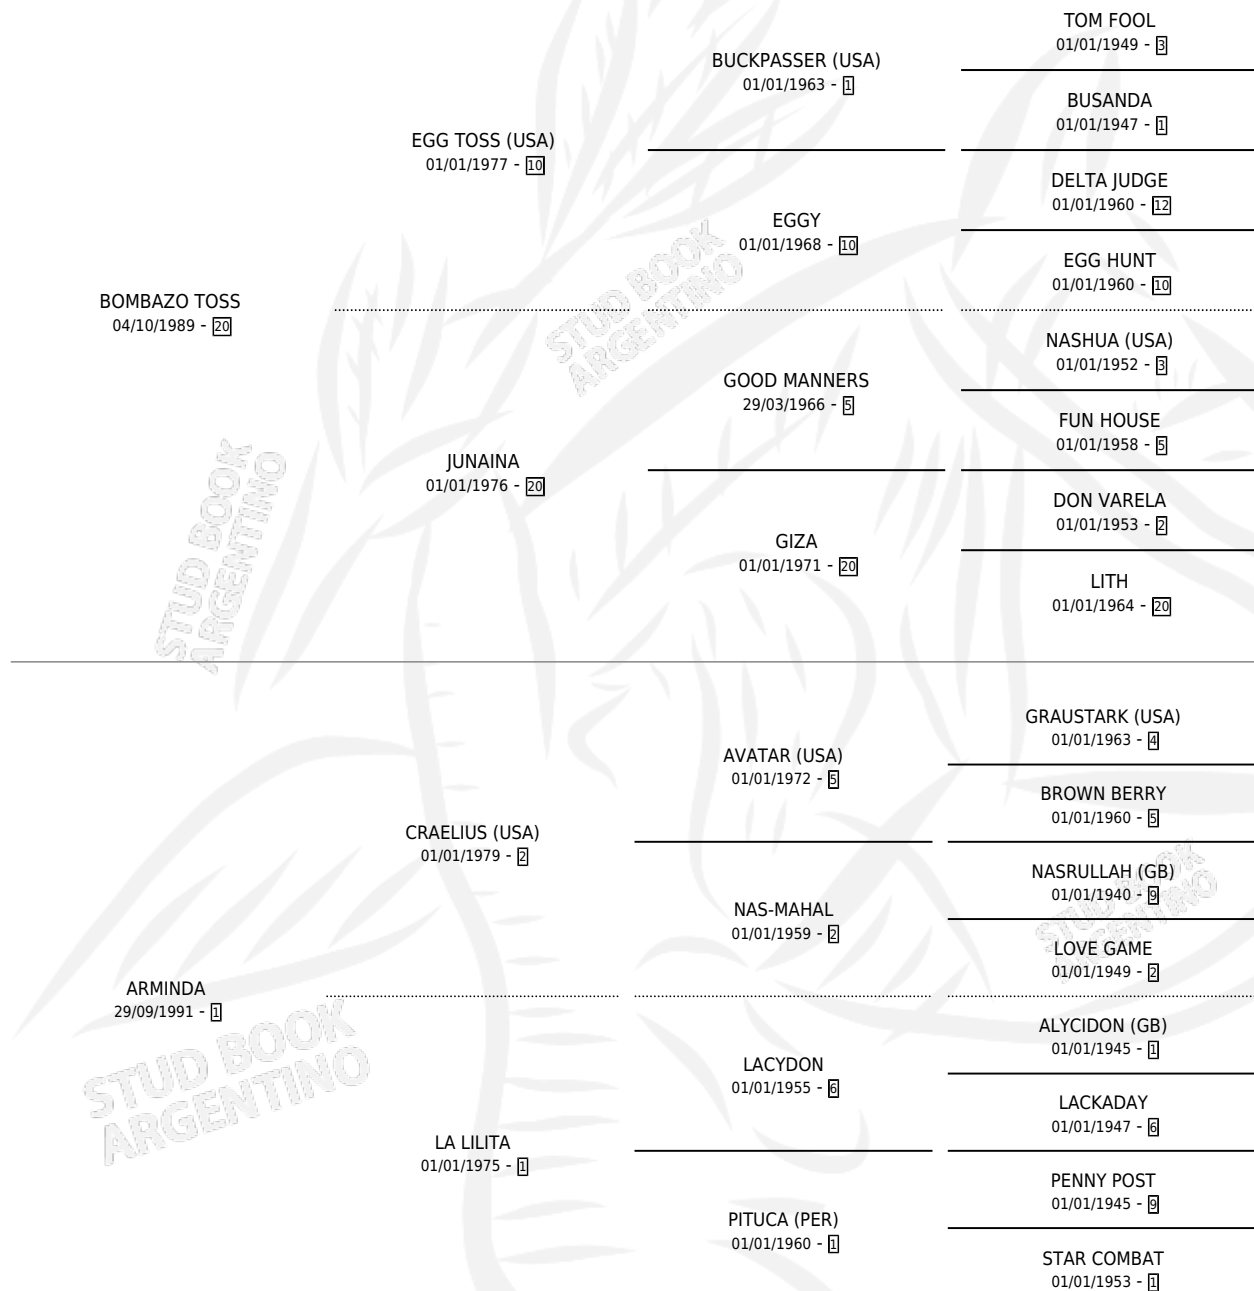 TOM FOOL
01/01/1949 - 3
BUCKPASSER (USA)
01/01/1963 - 1
BUSANDA
01/01/1947 - 1
EGG TOSS (USA)
01/01/1977 - 10
DELTA JUDGE
01/01/1960 - 12
EGGY
01/01/1968 - 10
EGG HUNT
01/01/1960 - 10
BOMBAZO TOSS
04/10/1989 - 20
STUD BOOK
ARGENTINO
NASHUA (USA)
01/01/1952 - 3
GOOD MANNERS
29/03/1966 - 5
FUN HOUSE
01/01/1958 - 5
JUNAINA
01/01/1976 - 20
DON VARELA
01/01/1953 - 2
GIZA
01/01/1971 - 20
LITH
01/01/1964 - 20
STUD BOOK
ARGENTINO
GRAUSTARK (USA)
01/01/1963 - 4
AVATAR (USA)
01/01/1972 - 5
BROWN BERRY
01/01/1960 - 5
CRAELIUS (USA)
01/01/1979 - 2
NASRULLAH (GB)
01/01/1940 - 9
NAS-MAHAL
01/01/1959 - 2
STUD BOOK
ARGENTINO
LOVE GAME
01/01/1949 - 2
ARMINDA
29/09/1991 - 1
STUD BOOK
ARGENTINO
ALYCIDON (GB)
01/01/1945 - 1
LACYDON
01/01/1955 - 6
LACKADAY
01/01/1947 - 6
LA LILITA
01/01/1975 - 1
PENNY POST
01/01/1945 - 9
PITUCA (PER)
01/01/1960 - 1
STAR COMBAT
01/01/1953 - 1